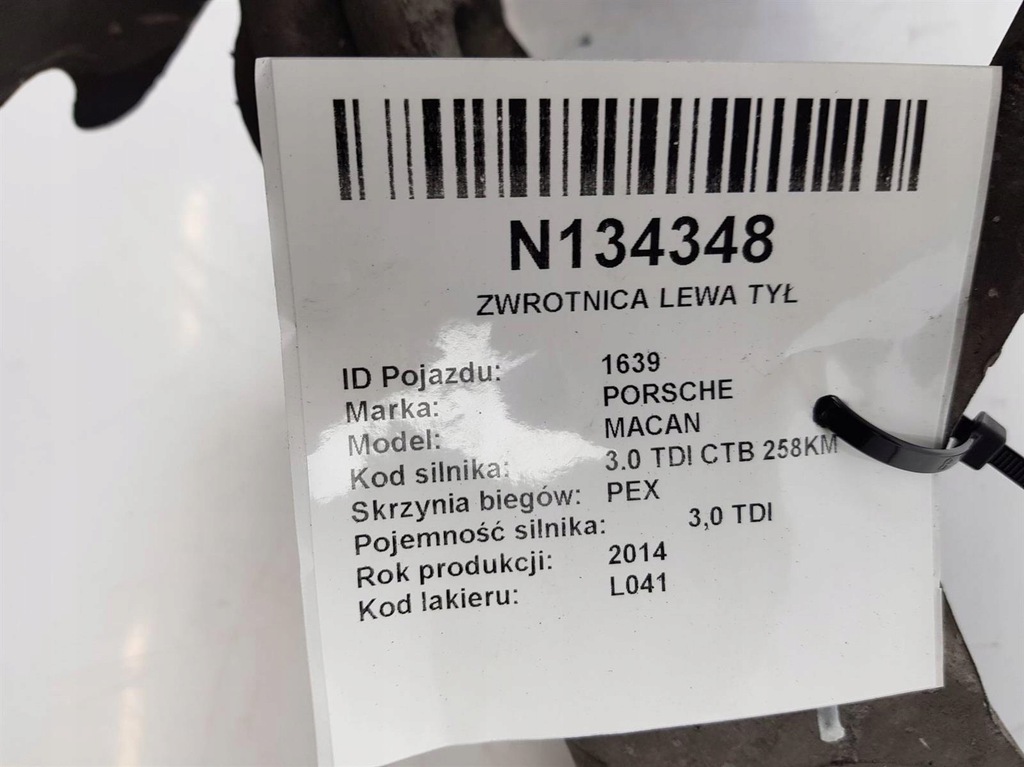 N134348
ZWROTNICA LEWA TYŁ
ID Pojazdu: 1639
Marka: PORSCHE
Model: MACAN
Kod silnika: 3.0 TDI CTB 258KM
Skrzynia biegów: PEX
Pojemność silnika: 3,0 TDI
Rok produkcji: 2014
Kod lakieru: L041